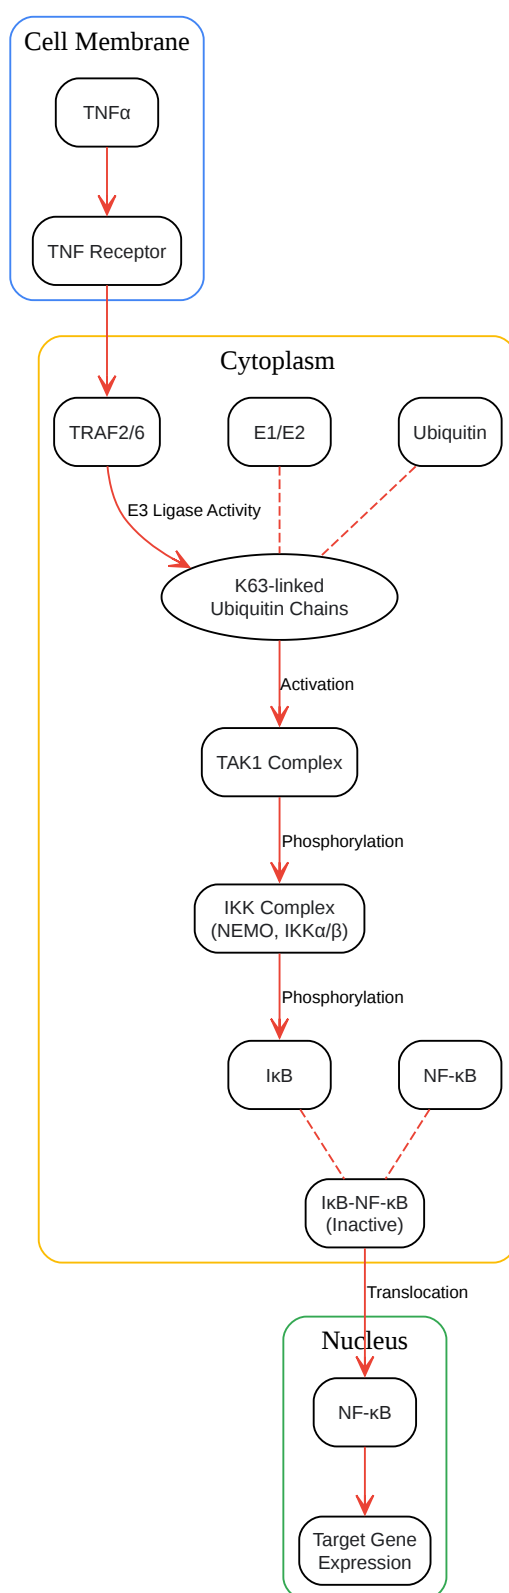 Cell Membrane
TNFα
TNF Receptor
Cytoplasm
TRAF2/6
E1/E2
Ubiquitin
E3 Ligase Activity
K63-linked
Ubiquitin Chains
Activation
TAK1 Complex
Phosphorylation
IKK Complex
(NEMO, IKKα/β)
Phosphorylation
IκB
NF-κB
IκB-NF-κB
(Inactive)
Translocation
Nucleus
NF-κB
Target Gene
Expression